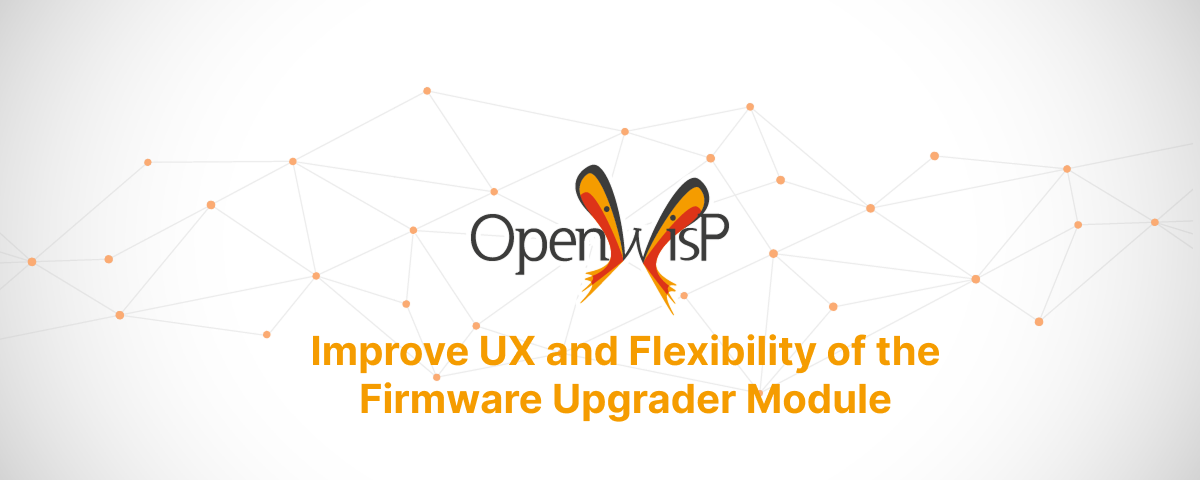 OpenWisP
Improve UX and Flexibility of the
Firmware Upgrader Module